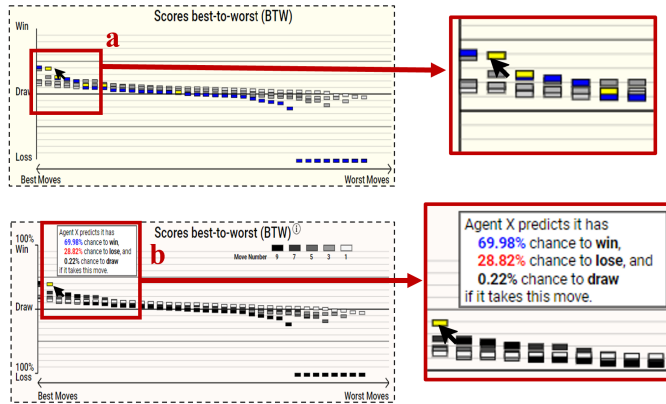 Scores best-to-worst (BTW)
Win
a
Draw
Loss
Best Moves
Worst Moves
Scores best-to-worst (BTW) i
100%
Win
Agent X predicts it has
69.98% chance to win,
28.82% chance to lose, and
0.22% chance to draw
if it takes this move.
b
Move Number
9 7 5 3 1
Draw
100%
Loss
Best Moves
Worst Moves
Agent X predicts it has
69.98% chance to win,
28.82% chance to lose, and
0.22% chance to draw
if it takes this move.